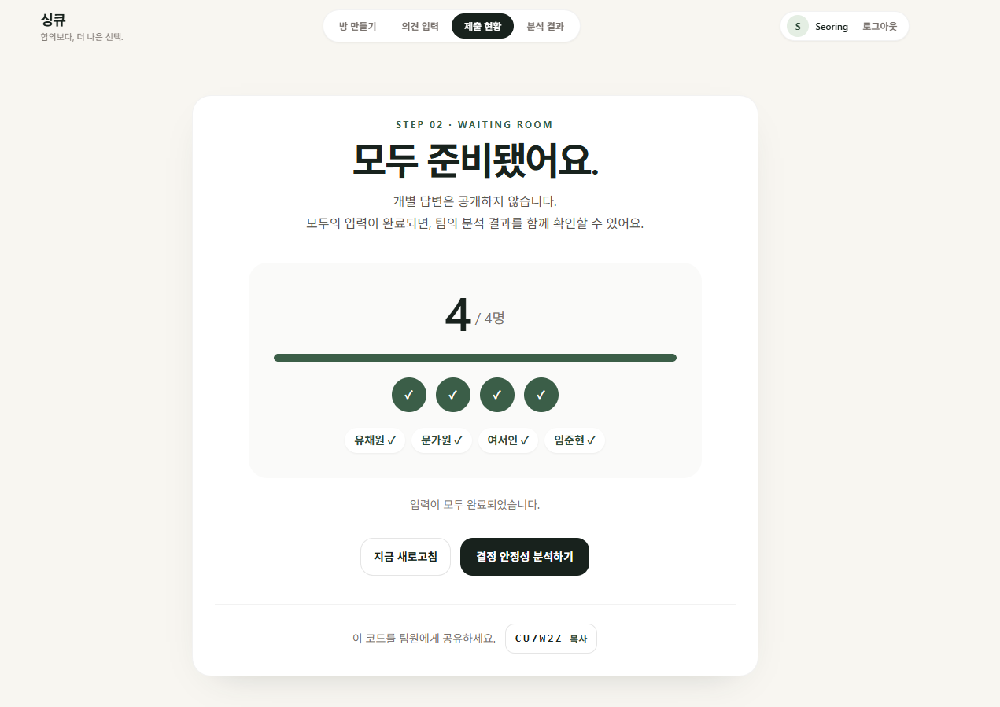 싱큐
합의보다, 더 나은 선택.
방 만들기
의견 입력
제출 현황
분석 결과
S
Seoring
로그아웃
STEP 02 · WAITING ROOM
모두 준비됐어요.
개별 답변은 공개하지 않습니다.
모두의 입력이 완료되면, 팀의 분석 결과를 함께 확인할 수 있어요.
4 / 4명
✓ ✓ ✓ ✓
유채원 ✓
문가원 ✓
여서인 ✓
임준현 ✓
입력이 모두 완료되었습니다.
지금 새로고침
결정 안정성 분석하기
이 코드를 팀원에게 공유하세요.
CU7W2Z 복사